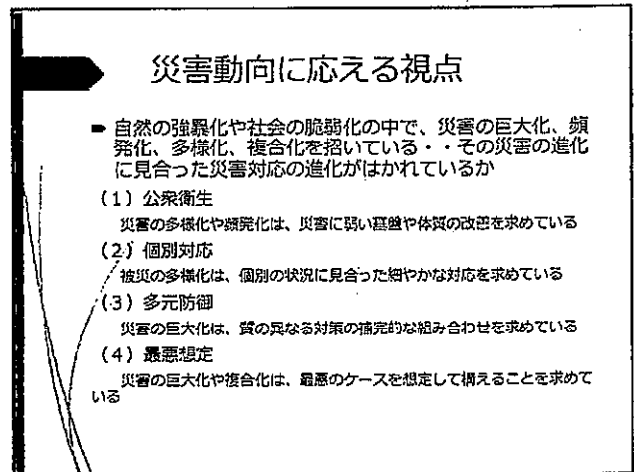 災害動向に応える視点
自然の強暴化や社会の脆弱化の中で、災害の巨大化、頻
発化、多様化、複合化を招いている・・その災害の進化
に見合った災害対応の進化がはかれているか
(1) 公衆衛生
災害の多様化や頻発化は、災害に弱い基盤や体質の改善を求めている
(2) 個別対応
被災の多様化は、個別の状況に見合った細やかな対応を求めている
(3) 多元防御
災害の巨大化は、質の異なる対策の補完的な組み合わせを求めている
(4) 最悪想定
災害の巨大化や複合化は、最悪のケースを想定して構えることを求めて
いる